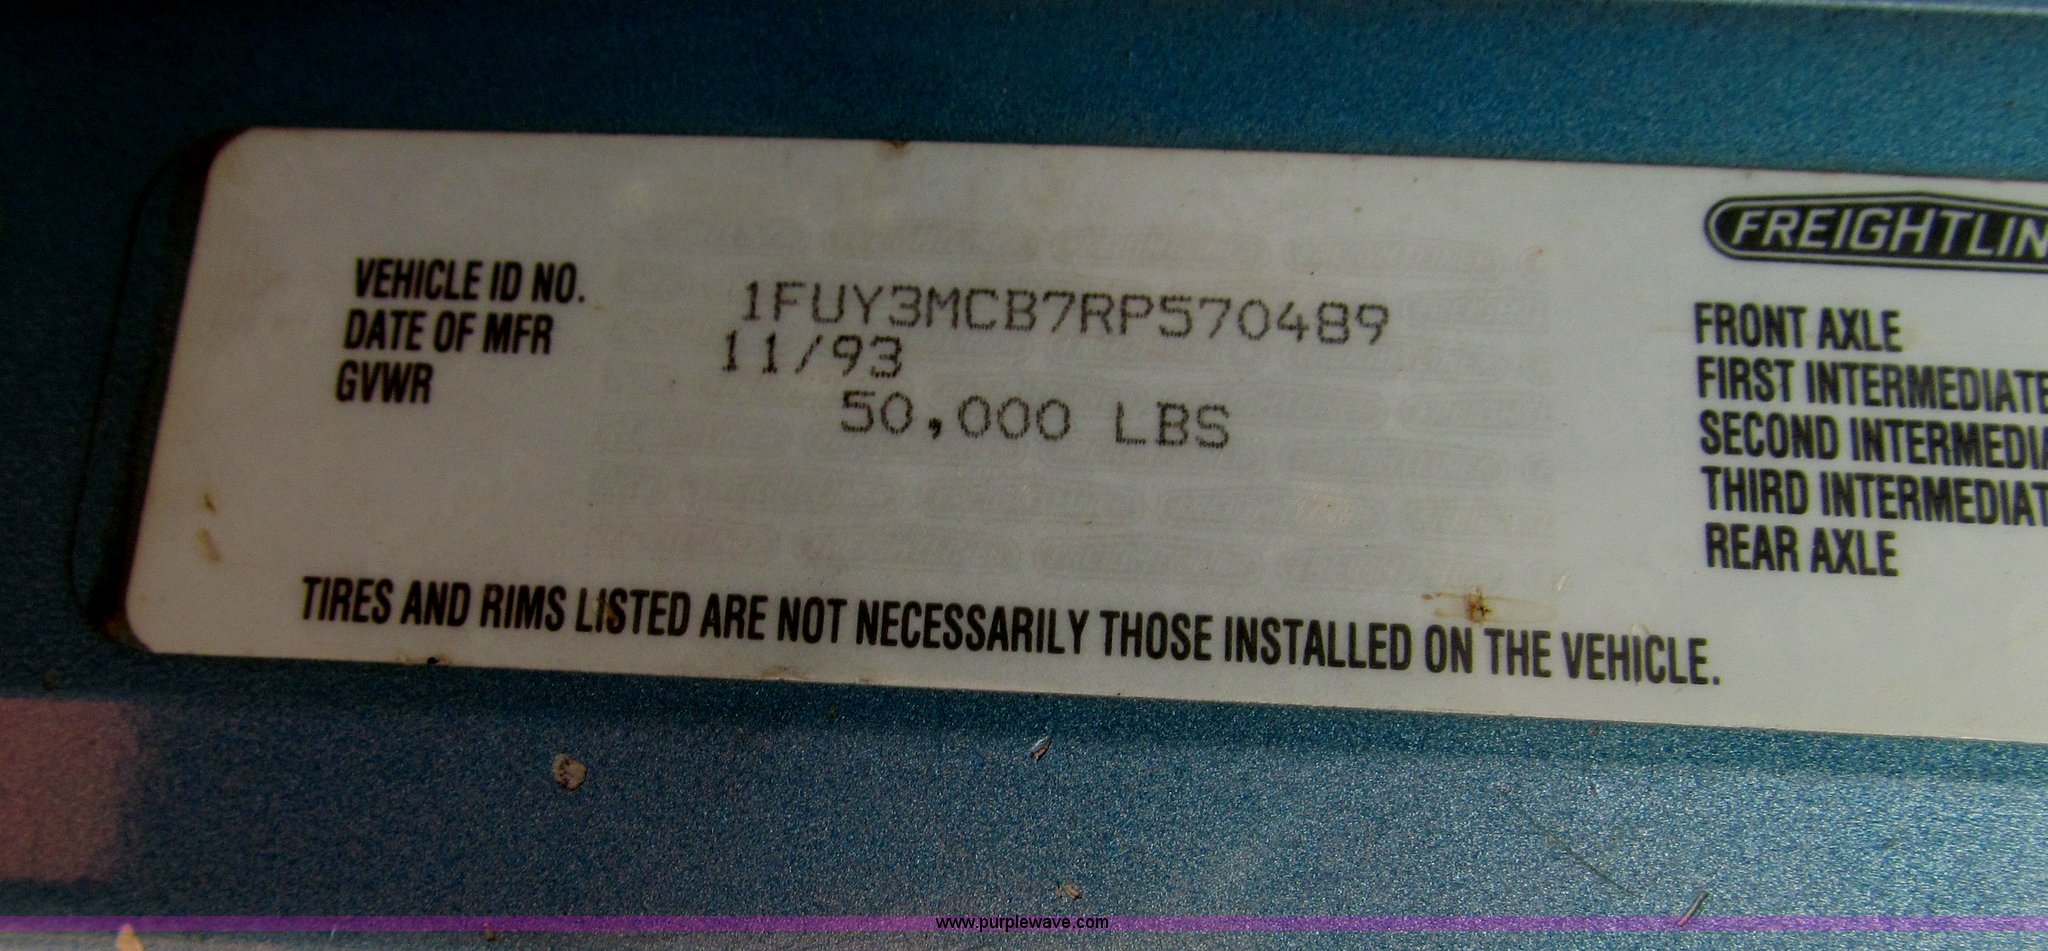 VEHICLE ID NO. 1FUY3MCB7RP570489
DATE OF MFR 11/93
GVWR 50,000 LBS
TIRES AND RIMS LISTED ARE NOT NECESSARILY THOSE INSTALLED ON THE VEHICLE.
FREIGHTLIN
FRONT AXLE
FIRST INTERMEDIATE
SECOND INTERMEDIA
THIRD INTERMEDIAT
REAR AXLE
www.purplewave.com